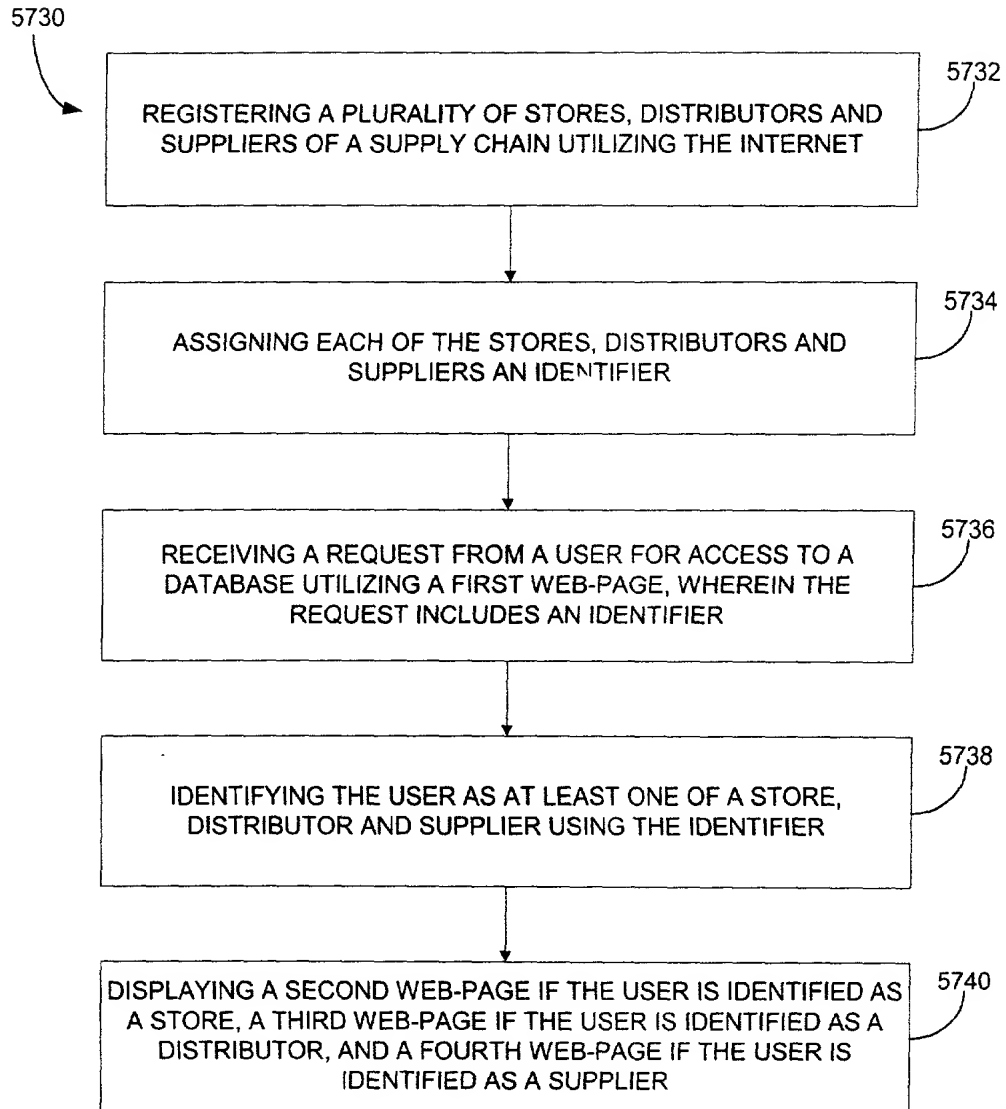 5730
5732
REGISTERING A PLURALITY OF STORES, DISTRIBUTORS AND
SUPPLIERS OF A SUPPLY CHAIN UTILIZING THE INTERNET
5734
ASSIGNING EACH OF THE STORES, DISTRIBUTORS AND
SUPPLIERS AN IDENTIFIER
5736
RECEIVING A REQUEST FROM A USER FOR ACCESS TO A
DATABASE UTILIZING A FIRST WEB-PAGE, WHEREIN THE
REQUEST INCLUDES AN IDENTIFIER
5738
IDENTIFYING THE USER AS AT LEAST ONE OF A STORE,
DISTRIBUTOR AND SUPPLIER USING THE IDENTIFIER
5740
DISPLAYING A SECOND WEB-PAGE IF THE USER IS IDENTIFIED AS
A STORE, A THIRD WEB-PAGE IF THE USER IS IDENTIFIED AS A
DISTRIBUTOR, AND A FOURTH WEB-PAGE IF THE USER IS
IDENTIFIED AS A SUPPLIER